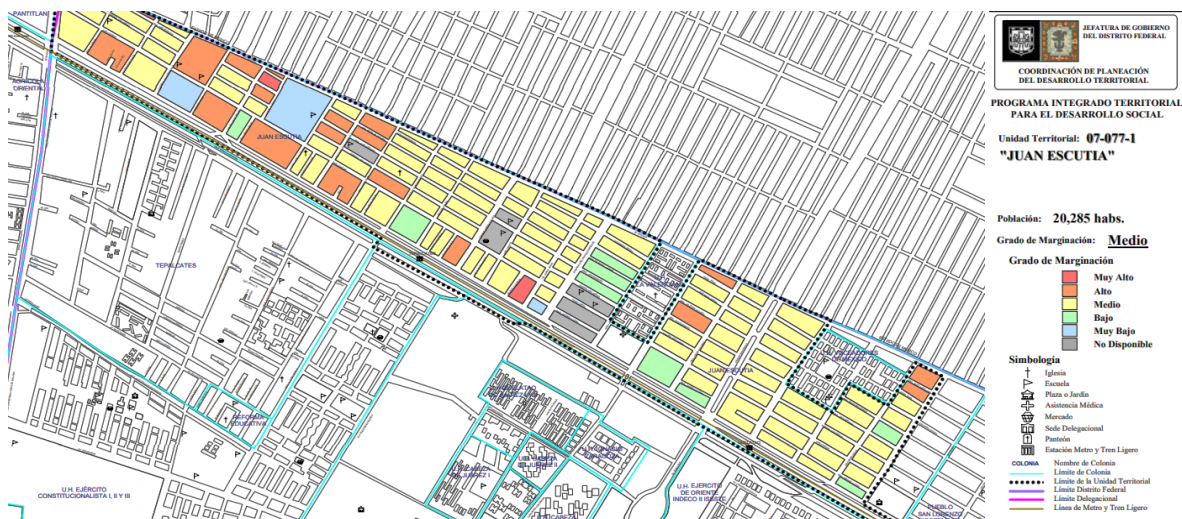 PANTITLAN
AGRICOLA
ORIENTAL
JUAN ESCUTIA
TEPALCATES
REFORMA
EDUCATIVA
U.H. EJÉRCITO
CONSTITUCIONALISTA I, II Y III
JUAN ESCUTIA
U.H. EJERCITO
DE ORIENTE
INDECO II ISSSTE
PUEBLO
SAN LORENZO
JEFATURA DE GOBIERNO
DEL DISTRITO FEDERAL
COORDINACIÓN DE PLANEACIÓN
DEL DESARROLLO TERRITORIAL
PROGRAMA INTEGRADO TERRITORIAL
PARA EL DESARROLLO SOCIAL
Unidad Territorial: 07-077-1
"JUAN ESCUTIA"
Población: 20,285 habs.
Grado de Marginación: Medio
Grado de Marginación
Muy Alto
Alto
Medio
Bajo
Muy Bajo
No Disponible
Simbología
Iglesia
Escuela
Plaza o Jardín
Asistencia Médica
Mercado
Sede Delegacional
Panteón
Estación Metro y Tren Ligero
COLONIA Nombre de Colonia
Límite de Colonia
Límite de la Unidad Territorial
Límite Distrito Federal
Límite Delegacional
Línea de Metro y Tren Ligero